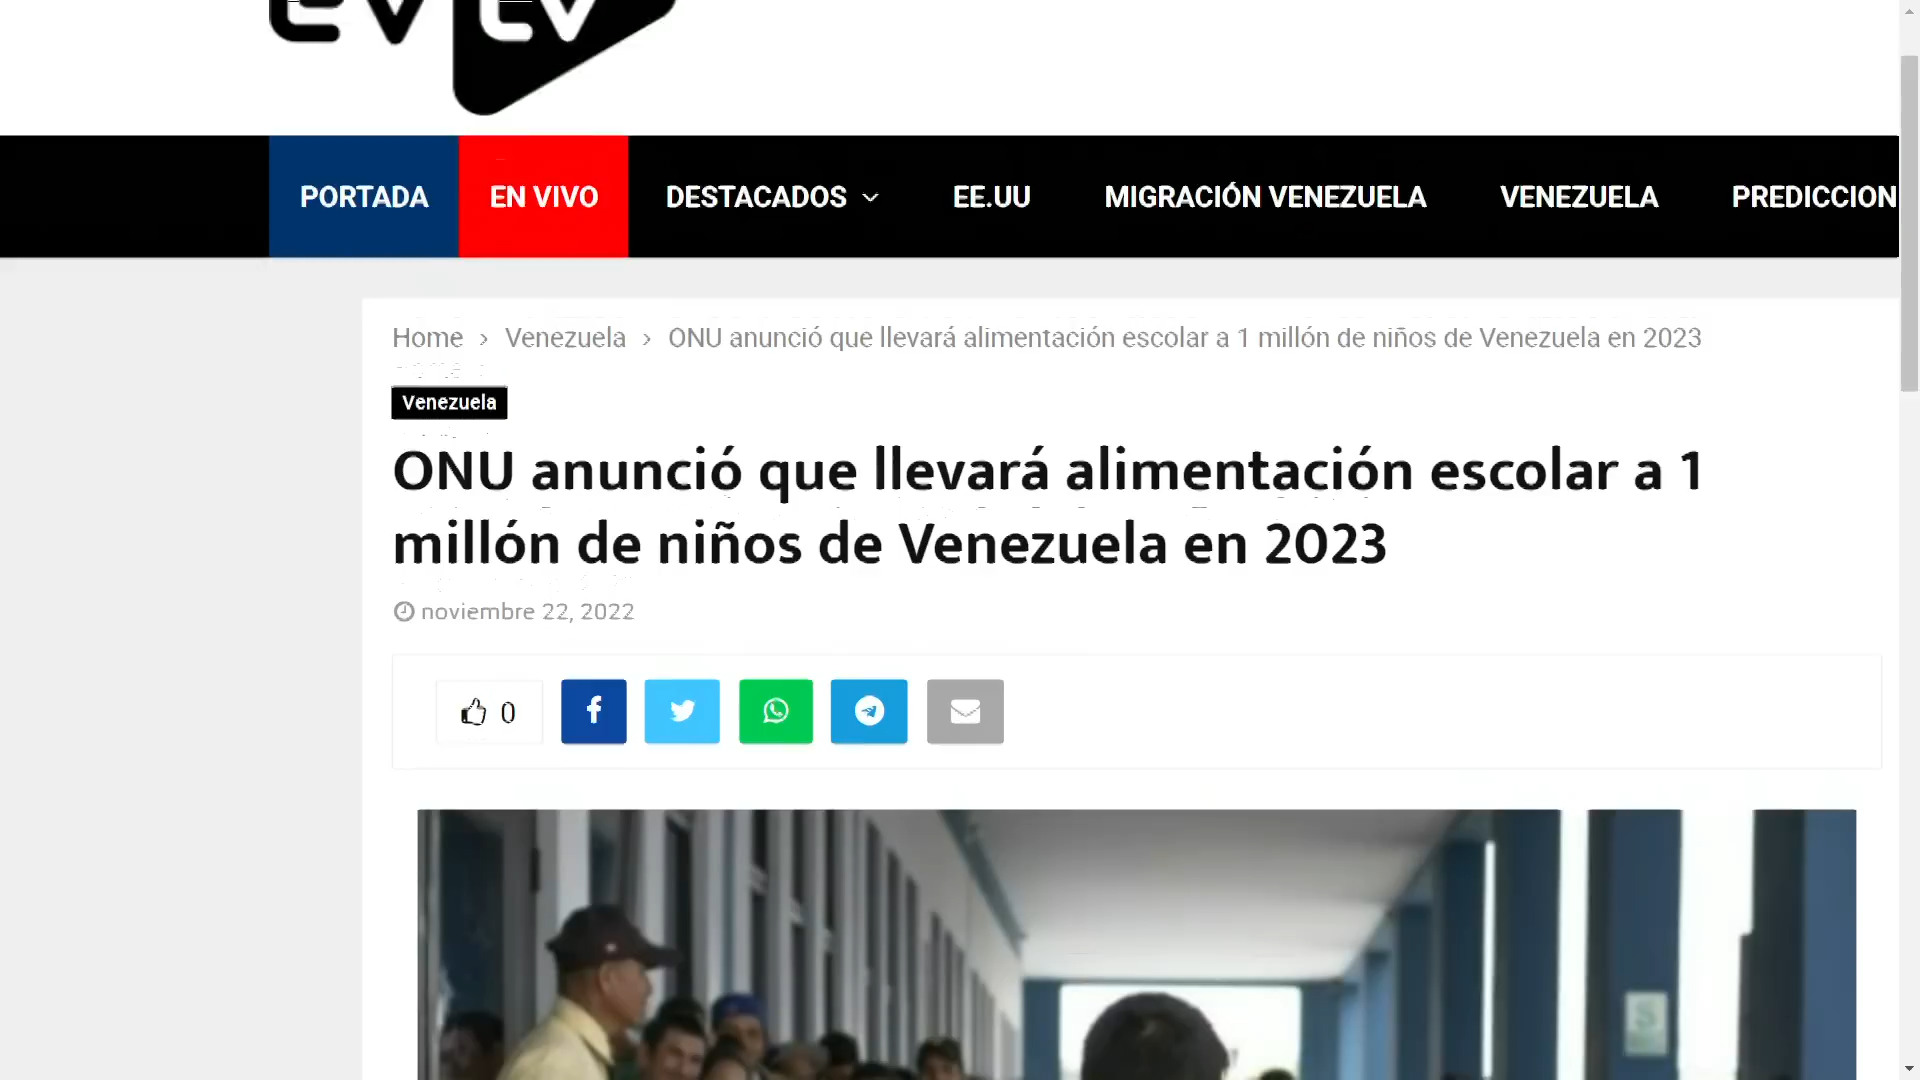 evtv
PORTADA EN VIVO DESTACADOS EE.UU MIGRACIÓN VENEZUELA VENEZUELA PREDICCION
Home › Venezuela › ONU anunció que llevará alimentación escolar a 1 millón de niños de Venezuela en 2023
Venezuela
ONU anunció que llevará alimentación escolar a 1
millón de niños de Venezuela en 2023
noviembre 22, 2022
0